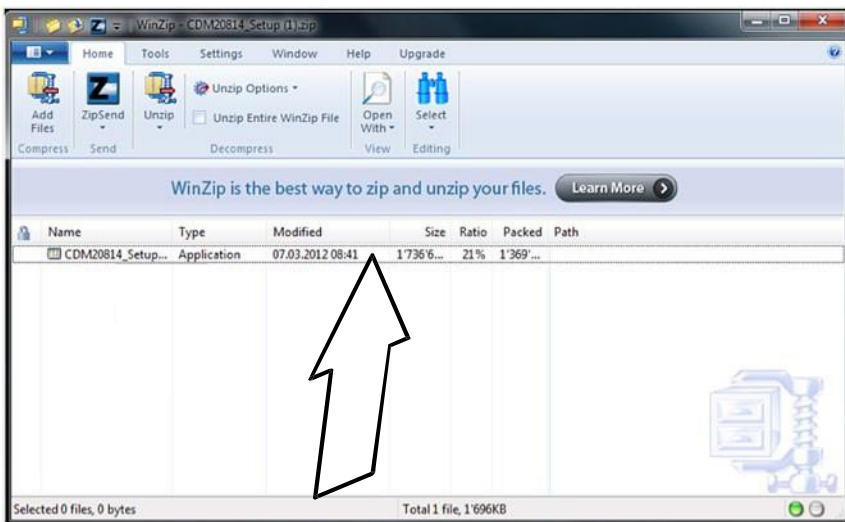 WinZip - CDM20814_Setup (1).zip
Home Tools Settings Window Help Upgrade
Add Files
ZipSend
Unzip
Unzip Options
Unzip Entire WinZip File
Open With
Select
Compress Send Decompress View Editing
WinZip is the best way to zip and unzip your files. Learn More
Name Type Modified Size Ratio Packed Path
CDM20814_Setup... Application 07.03.2012 08:41 1'736'6... 21% 1'369'...
Selected 0 files, 0 bytes Total 1 file, 1'696KB